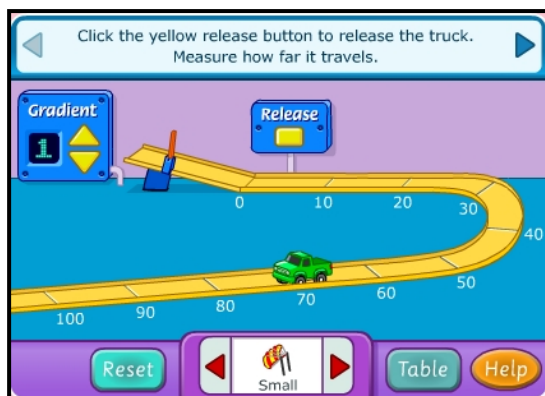 Click the yellow release button to release the truck.
Measure how far it travels.
Gradient
1
Release
0
10
20
30
40
50
60
70
80
90
100
Reset
Small
Table
Help